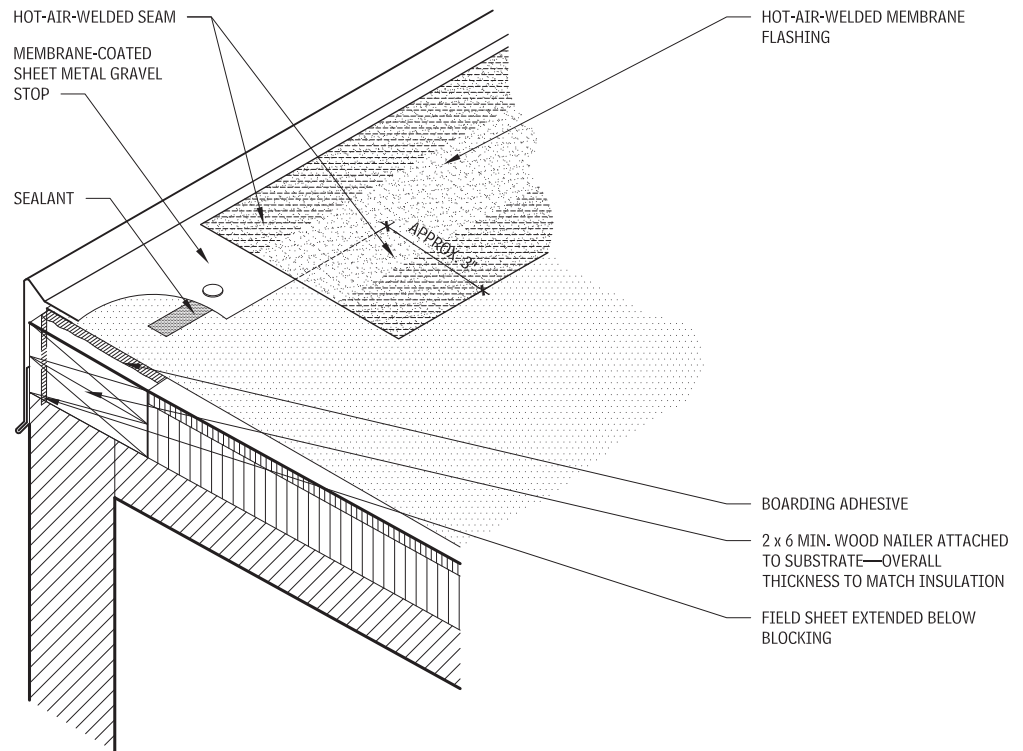 HOT-AIR-WELDED SEAM
MEMBRANE-COATED
SHEET METAL GRAVEL
STOP
SEALANT
HOT-AIR-WELDED MEMBRANE
FLASHING
APPROX. 3"
BOARDING ADHESIVE
2 x 6 MIN. WOOD NAILER ATTACHED
TO SUBSTRATE—OVERALL
THICKNESS TO MATCH INSULATION
FIELD SHEET EXTENDED BELOW
BLOCKING